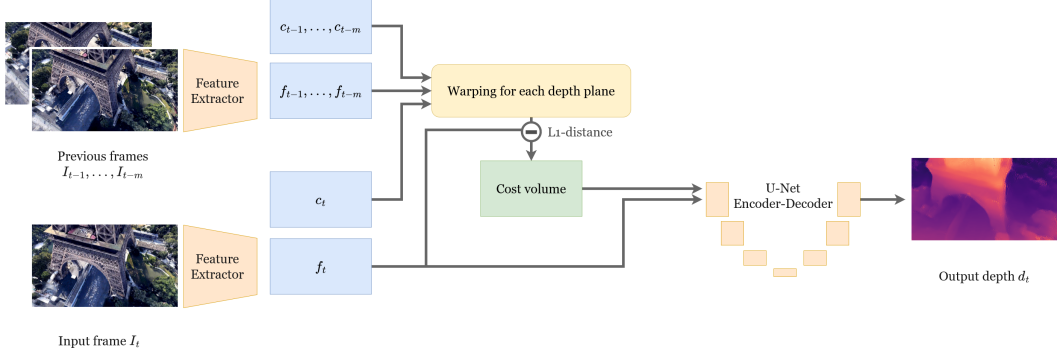 c_{t-1}, . . . , c_{t-m}
Feature
Extractor
f_{t-1}, . . . , f_{t-m}
Warping for each depth plane
L1-distance
Previous frames
I_{t-1}, . . . , I_{t-m}
Cost volume
U-Net
Encoder-Decoder
c_t
Feature
Extractor
f_t
Output depth d_t
Input frame I_t